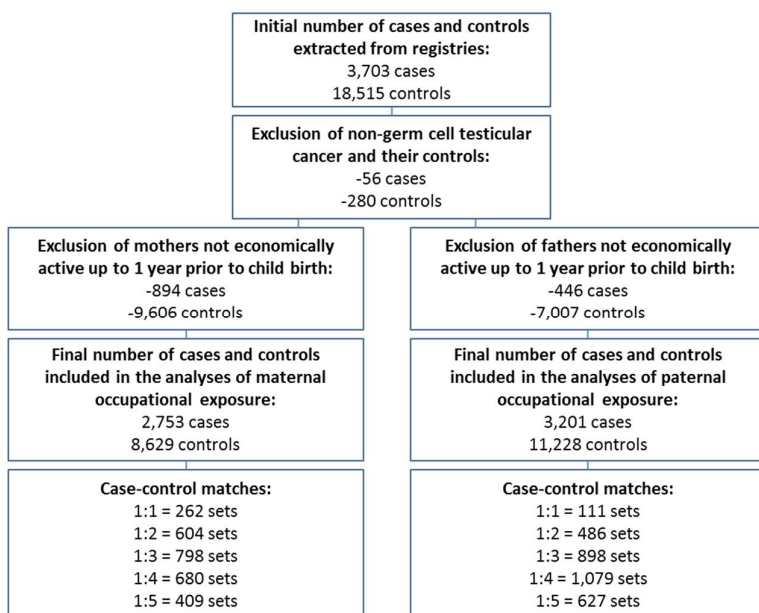 Initial number of cases and controls
extracted from registries:
3,703 cases
18,515 controls
Exclusion of non-germ cell testicular
cancer and their controls:
-56 cases
-280 controls
Exclusion of mothers not economically
active up to 1 year prior to child birth:
-894 cases
-9,606 controls
Final number of cases and controls
included in the analyses of maternal
occupational exposure:
2,753 cases
8,629 controls
Case-control matches:
1:1 = 262 sets
1:2 = 604 sets
1:3 = 798 sets
1:4 = 680 sets
1:5 = 409 sets
Exclusion of fathers not economically
active up to 1 year prior to child birth:
-446 cases
-7,007 controls
Final number of cases and controls
included in the analyses of paternal
occupational exposure:
3,201 cases
11,228 controls
Case-control matches:
1:1 = 111 sets
1:2 = 486 sets
1:3 = 898 sets
1:4 = 1,079 sets
1:5 = 627 sets